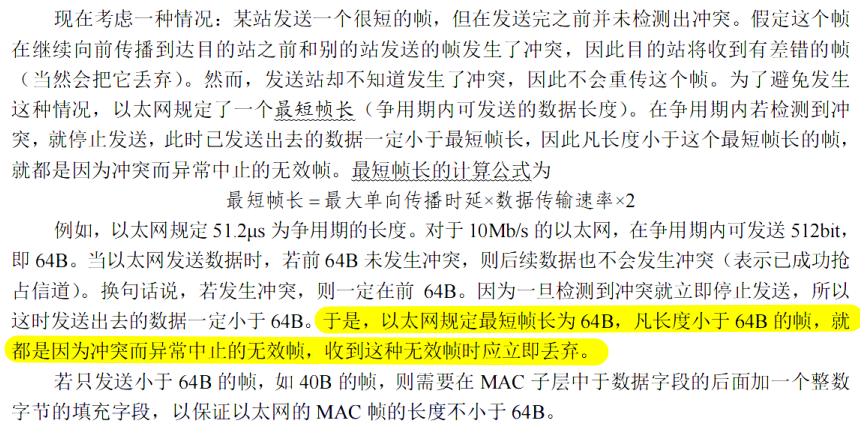 现在考虑一种情况：某站发送一个很短的帧，但在发送完之前并未检测出冲突。假定这个帧
在继续向前传播到达目的站之前和别的站发送的帧发生了冲突，因此目的站将收到有差错的帧
（当然会把它丢弃）。然而，发送站却不知道发生了冲突，因此不会重传这个帧。为了避免发生
这种情况，以太网规定了一个最短帧长（争用期内可发送的数据长度）。在争用期内若检测到冲
突，就停止发送，此时已发送出去的数据一定小于最短帧长，因此凡长度小于这个最短帧长的帧，
就都是因为冲突而异常中止的无效帧。最短帧长的计算公式为
最短帧长＝最大单向传播时延×数据传输速率×2
例如，以太网规定 51.2μs 为争用期的长度。对于 10Mb/s 的以太网，在争用期内可发送 512bit，
即 64B。当以太网发送数据时，若前 64B 未发生冲突，则后续数据也不会发生冲突（表示已成功抢
占信道）。换句话说，若发生冲突，则一定在前 64B。因为一旦检测到冲突就立即停止发送，所以
这时发送出去的数据一定小于 64B。于是，以太网规定最短帧长为 64B，凡长度小于 64B 的帧，就
都是因为冲突而异常中止的无效帧，收到这种无效帧时应立即丢弃。
若只发送小于 64B 的帧，如 40B 的帧，则需要在 MAC 子层中于数据字段的后面加一个整数
字节的填充字段，以保证以太网的 MAC 帧的长度不小于 64B。